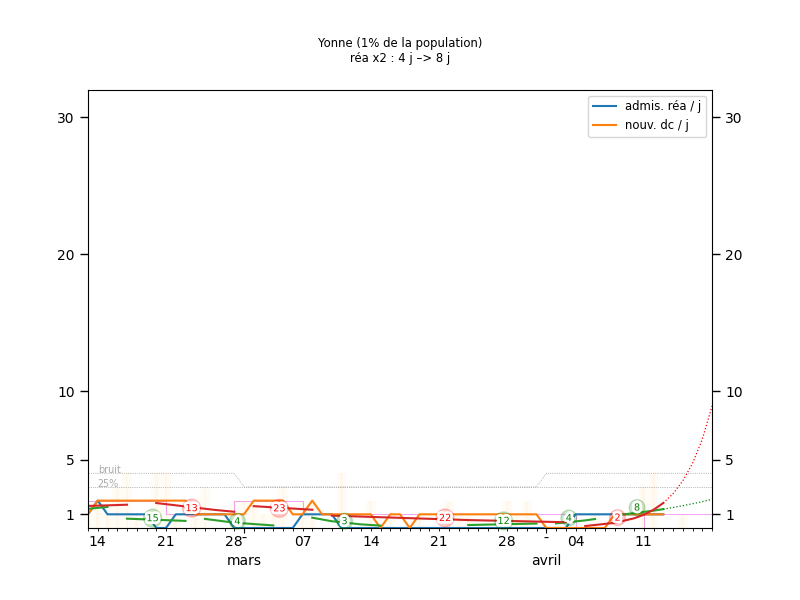 Yonne (1% de la population)
réa x2 : 4 j –> 8 j
admis. réa / j
nouv. dc / j
30 30
20 20
10 10
5 5
1 1
bruit
25%
15 13 4 23 3 22 12 4 2 8
14 21 28 07 14 21 28 04 11
mars avril